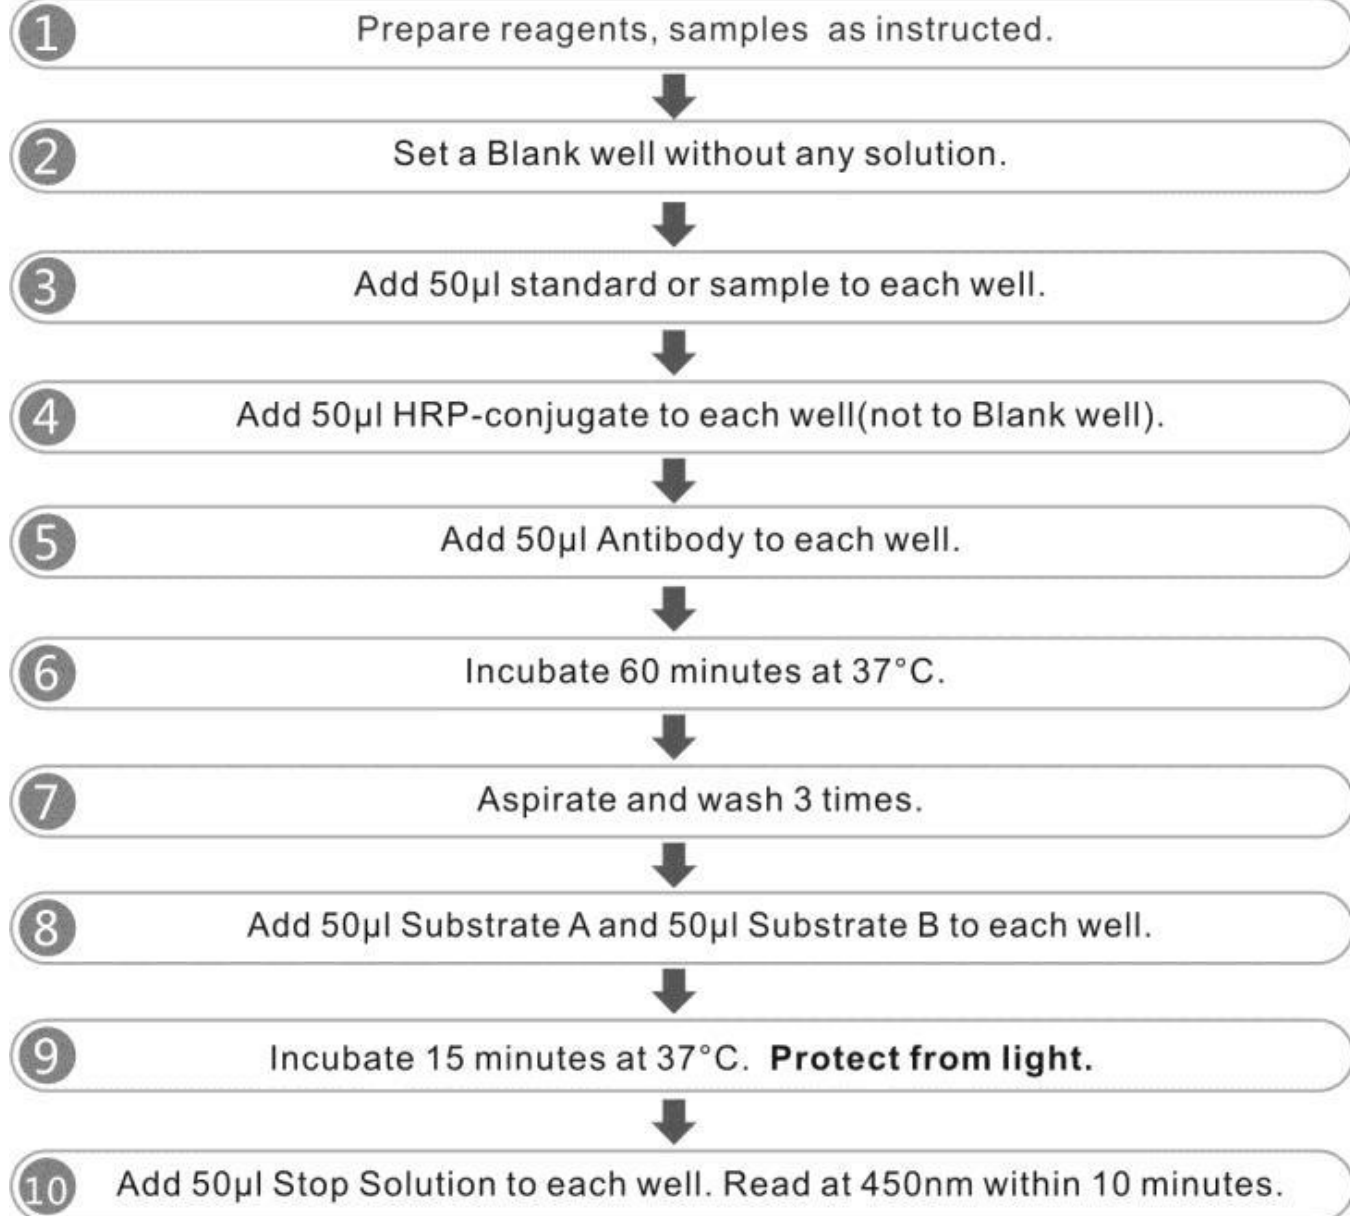 1 Prepare reagents, samples as instructed.
2 Set a Blank well without any solution.
3 Add 50μl standard or sample to each well.
4 Add 50μl HRP-conjugate to each well(not to Blank well).
5 Add 50μl Antibody to each well.
6 Incubate 60 minutes at 37°C.
7 Aspirate and wash 3 times.
8 Add 50μl Substrate A and 50μl Substrate B to each well.
9 Incubate 15 minutes at 37°C. Protect from light.
10 Add 50μl Stop Solution to each well. Read at 450nm within 10 minutes.